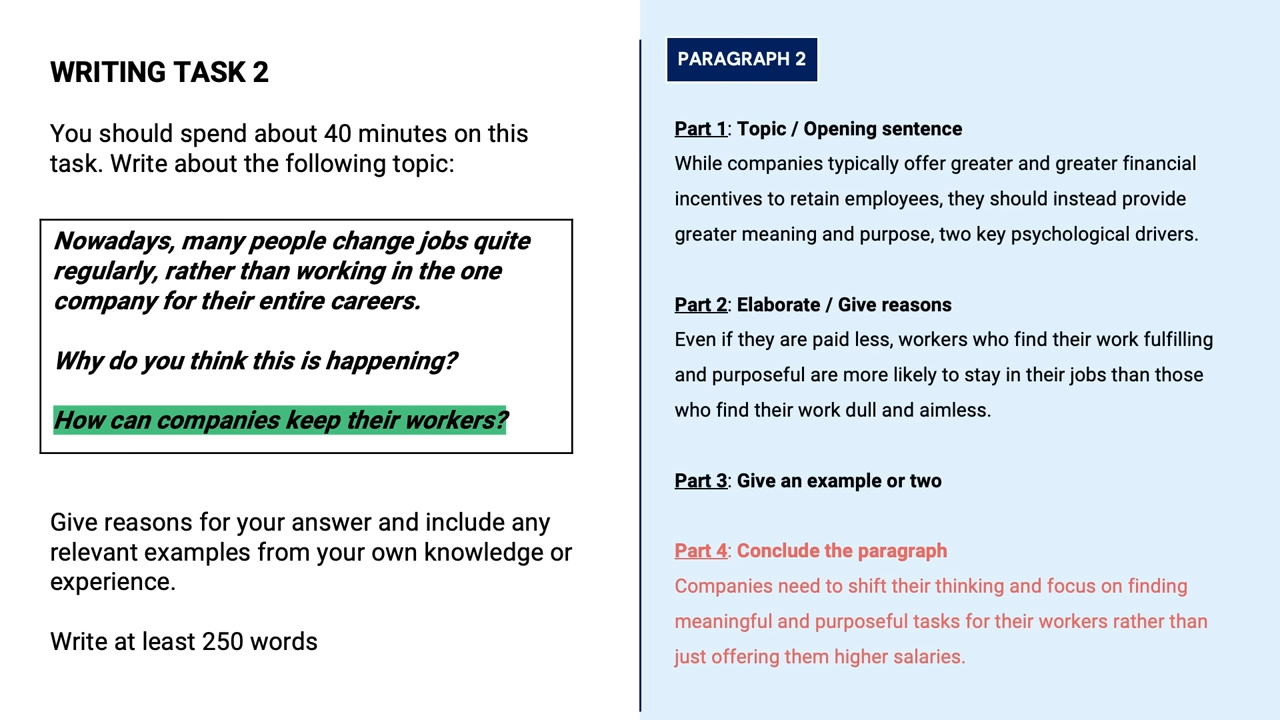 WRITING TASK 2
You should spend about 40 minutes on this
task. Write about the following topic:
Nowadays, many people change jobs quite
regularly, rather than working in the one
company for their entire careers.
Why do you think this is happening?
How can companies keep their workers?
Give reasons for your answer and include any
relevant examples from your own knowledge or
experience.
Write at least 250 words
PARAGRAPH 2
Part 1: Topic / Opening sentence
While companies typically offer greater and greater financial
incentives to retain employees, they should instead provide
greater meaning and purpose, two key psychological drivers.
Part 2: Elaborate / Give reasons
Even if they are paid less, workers who find their work fulfilling
and purposeful are more likely to stay in their jobs than those
who find their work dull and aimless.
Part 3: Give an example or two
Part 4: Conclude the paragraph
Companies need to shift their thinking and focus on finding
meaningful and purposeful tasks for their workers rather than
just offering them higher salaries.